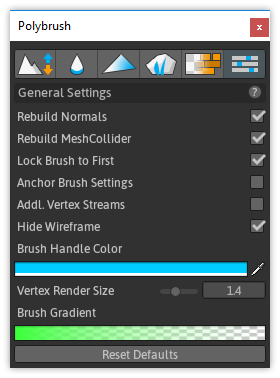 Polybrush
x
General Settings
?
Rebuild Normals
Rebuild MeshCollider
Lock Brush to First
Anchor Brush Settings
Addl. Vertex Streams
Hide Wireframe
Brush Handle Color
Vertex Render Size 1.4
Brush Gradient
Reset Defaults